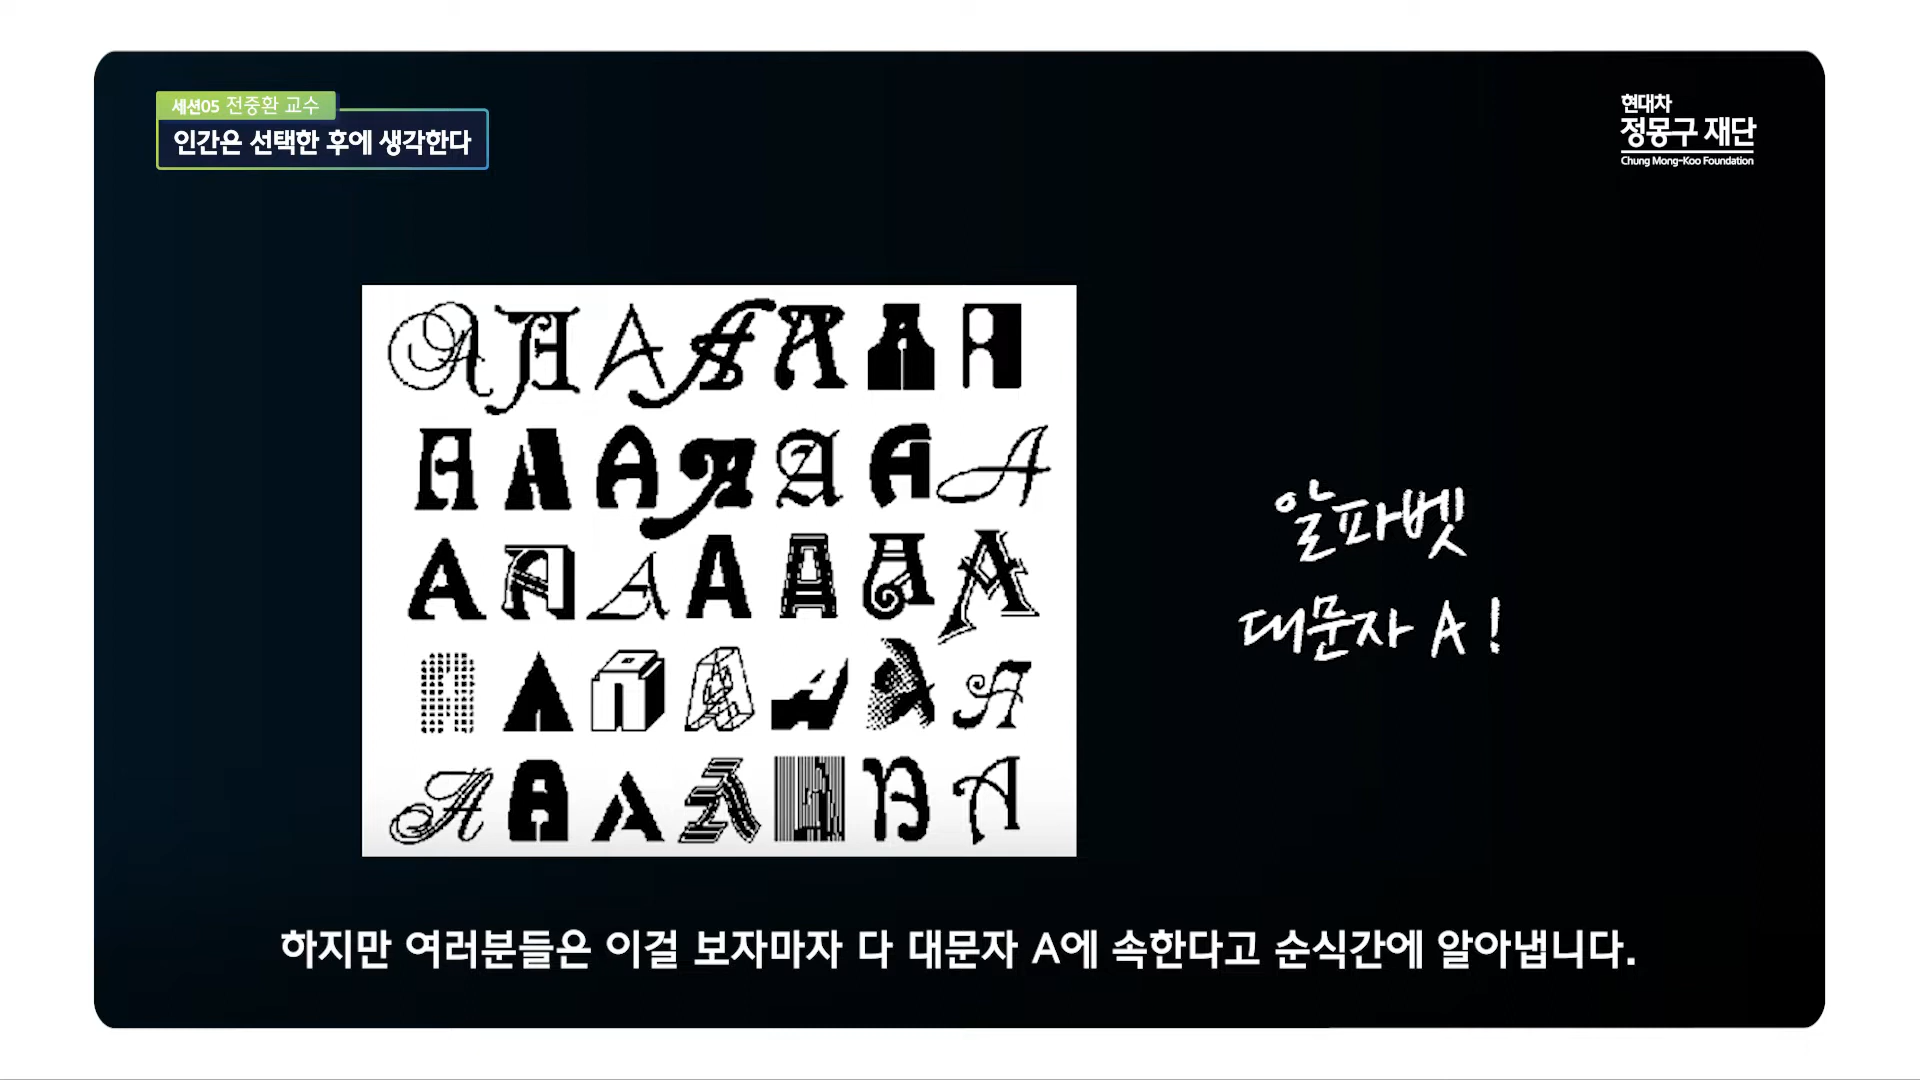 세션05 전중환 교수
인간은 선택한 후에 생각한다
현대차
정몽구 재단
Chung Mong-Koo Foundation
A A A A A A A
A A A A A A A
A A A A A A A
A A A A A A A
A A A A A A A
알파벳
대문자 A!
하지만 여러분들은 이걸 보자마자 다 대문자 A에 속한다고 순식간에 알아냅니다.